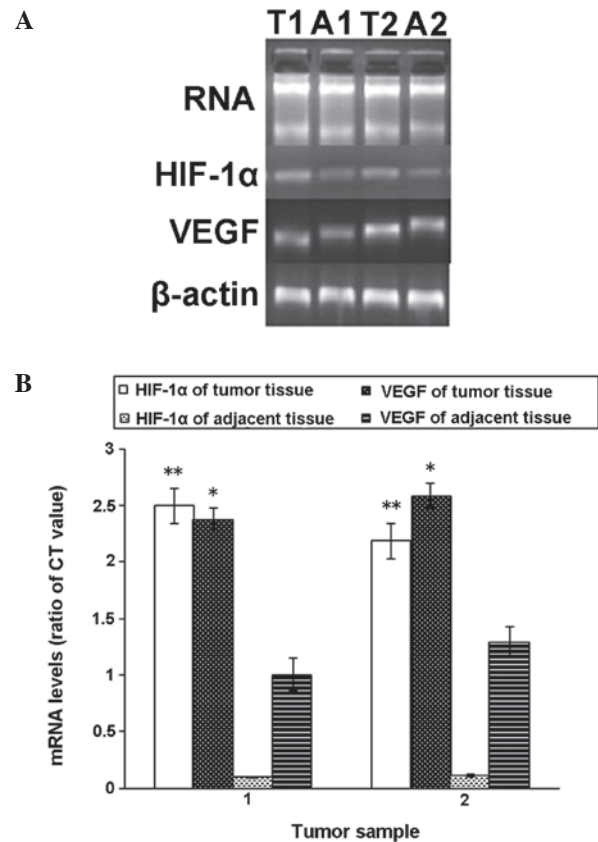 A
T1 A1 T2 A2
RNA
HIF-1α
VEGF
β-actin
B
HIF-1α of tumor tissue VEGF of tumor tissue
HIF-1α of adjacent tissue VEGF of adjacent tissue
mRNA levels (ratio of CT value)
3
2.5
2
1.5
1
0.5
0
** *
** *
1 2
Tumor sample